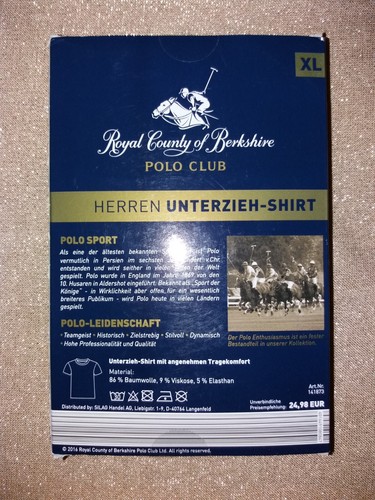 XL
Royal County of Berkshire
POLO CLUB
HERREN UNTERZIEH-SHIRT
POLO SPORT
Als eine der ältesten bekannten Polo
vermutlich in Persien im sechsten v.Chr.
entstanden und wird seither in vielen der Welt
gespielt. Polo wurde in England im Jahre von den
10. Husaren in Aldershot eingeführt. Bekannt als „Sport der
Könige" - in Wirklichkeit aber offen für ein wesentlich
breiteres Publikum - wird Polo heute in vielen Ländern
gespielt.
POLO-LEIDENSCHAFT
· Teamgeist · Historisch · Zielstrebig · Stilvoll · Dynamisch
· Hohe Professionalität und Qualität
Der Polo Enthusiasmus ist ein fester
Bestandteil in unserer Kollektion.
Unterzieh-Shirt mit angenehmen Tragekomfort
Material:
86 % Baumwolle, 9 % Viskose, 5 % Elasthan
Art.Nr.
141873
Distributed by: SiLAG Handel AG, Liebigstr. 1-9, D-40764 Langenfeld
Unverbindliche
Preisempfehlung: 24,98 EUR
© 2016 Royal County of Berkshire Polo Club Ltd. All rights reserved.